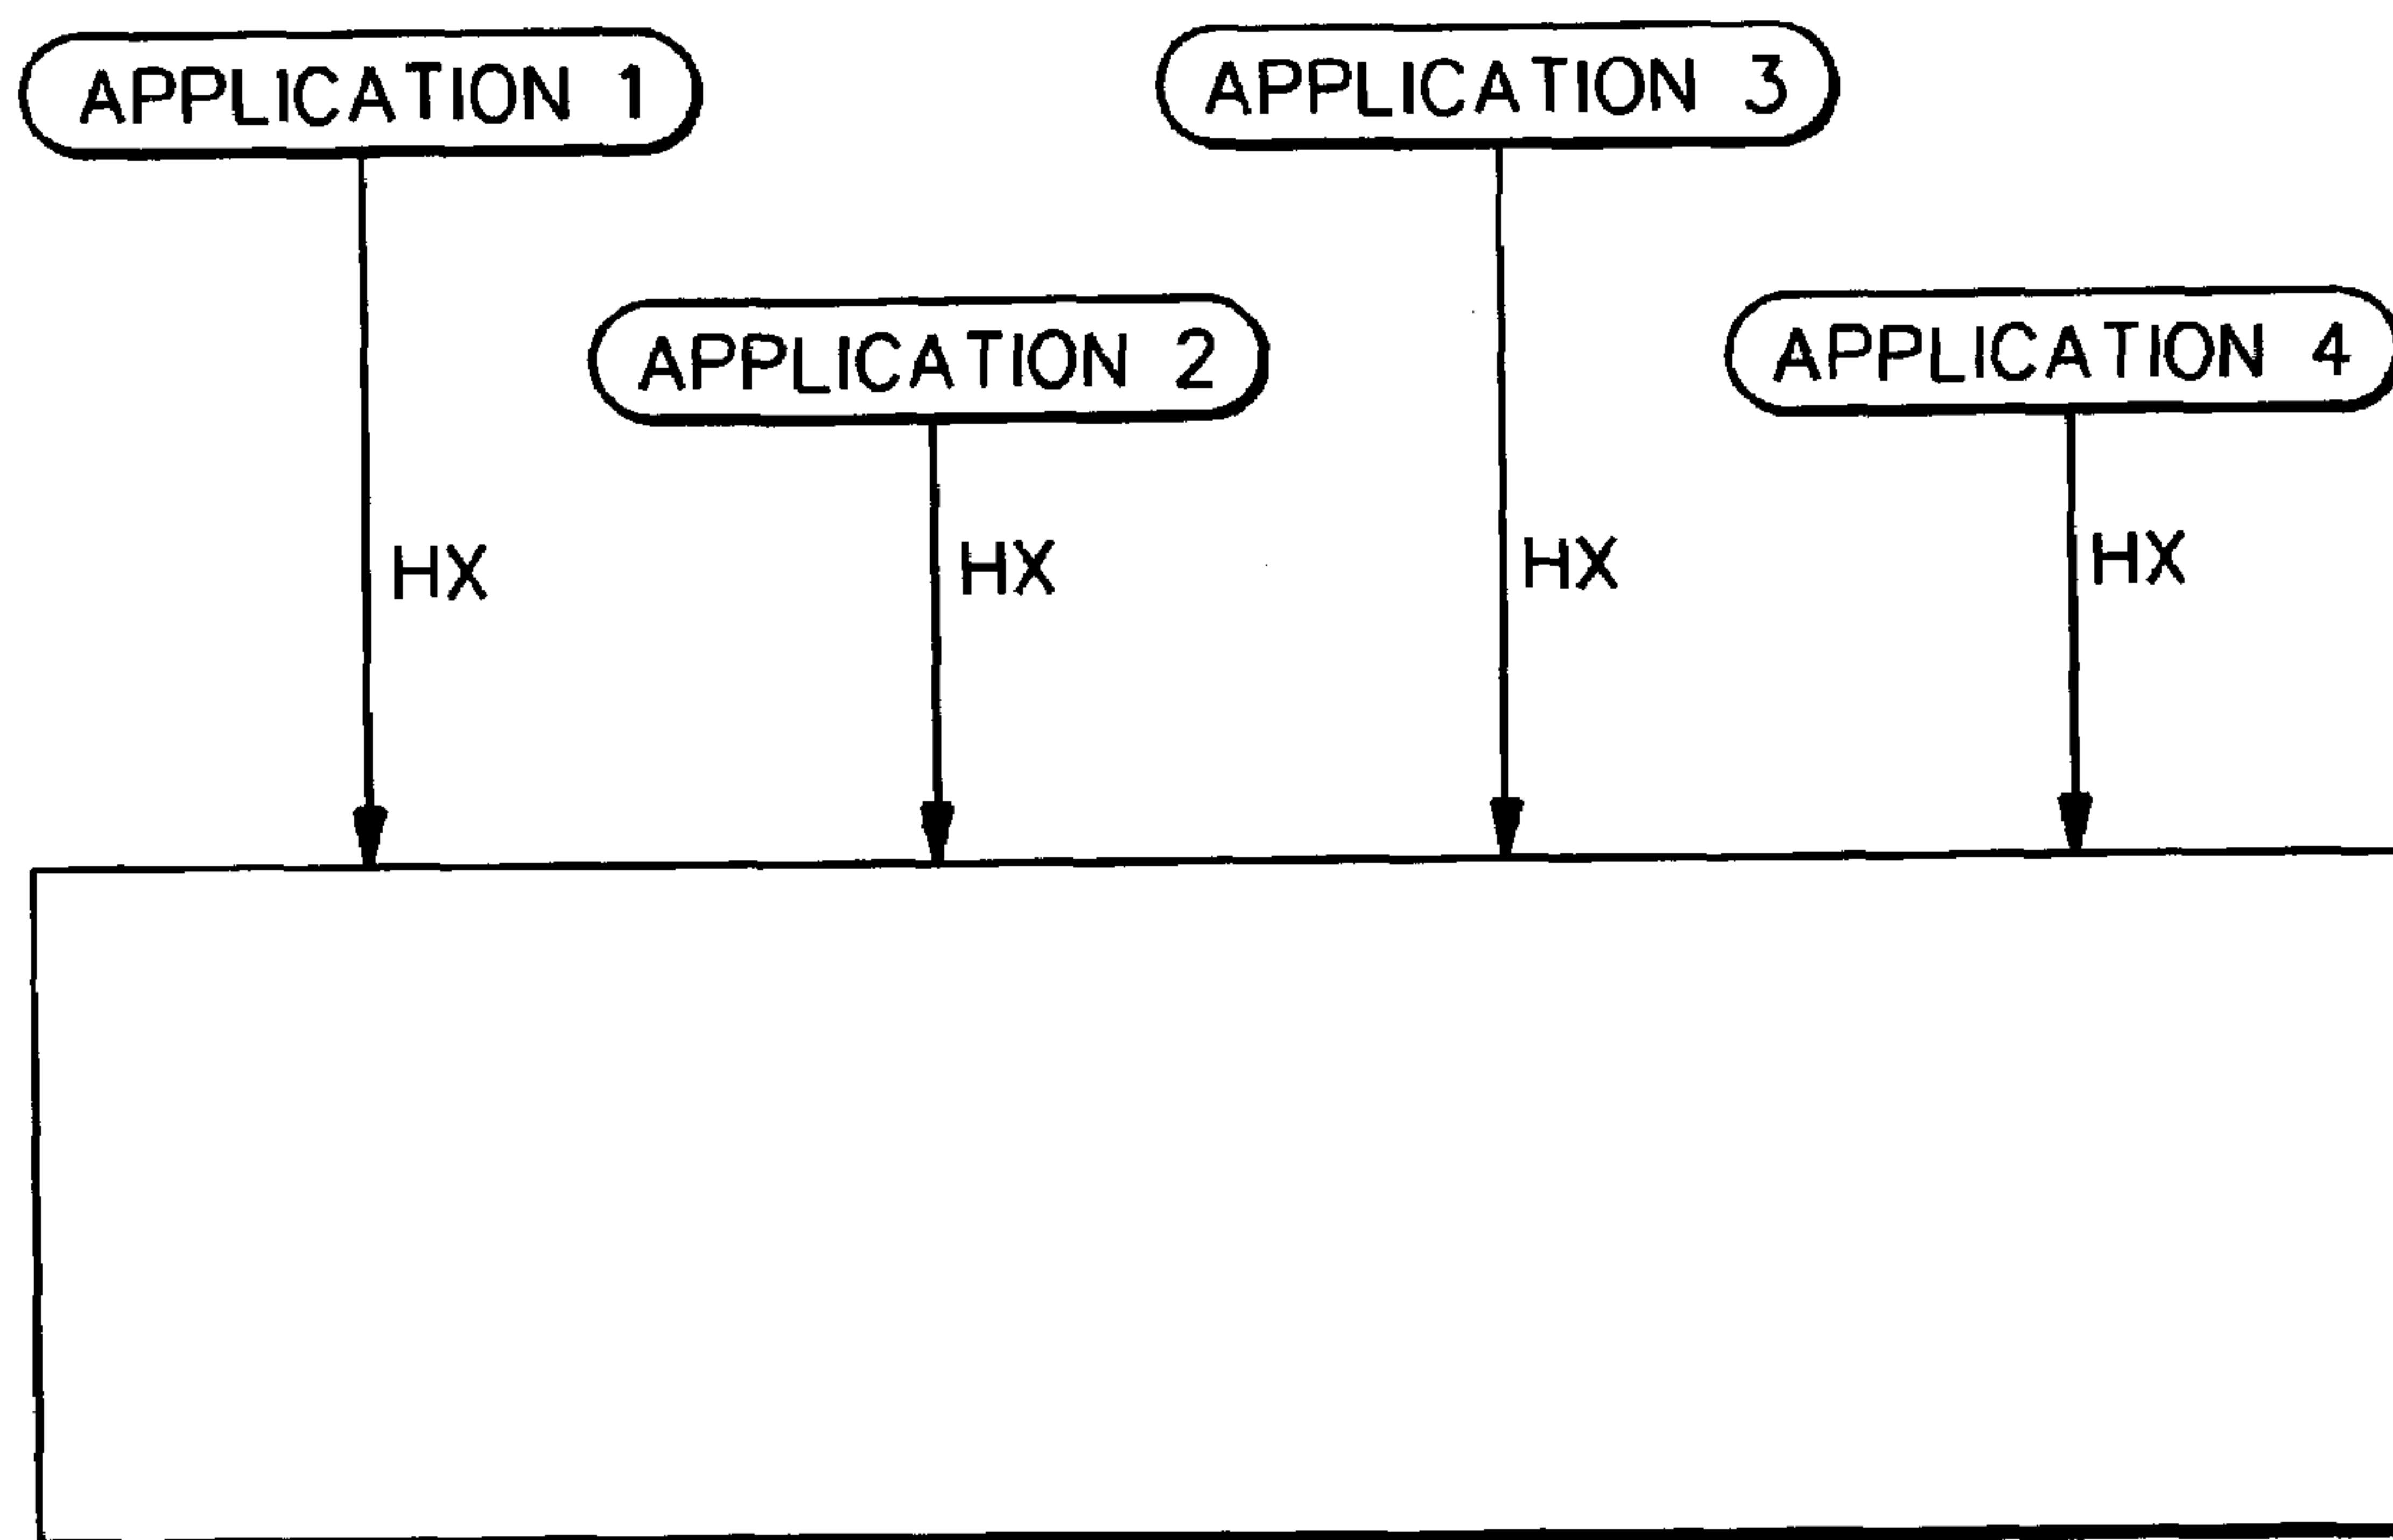 APPLICATION 1
APPLICATION 3
APPLICATION 2
APPLICATION 4
HX
HX
HX
HX